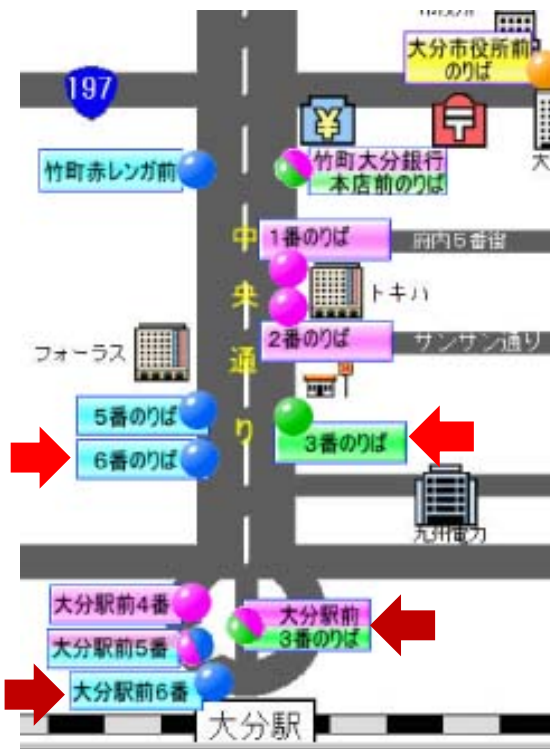 大分市役所前
のりば
197
¥
〒
竹町赤レンガ前
竹町大分銀行
本店前のりば
大
中央通り
1番のりば
府内5番街
トキハ
2番のりば
サンサン通り
フォーラス
5番のりば
6番のりば
3番のりば
九州電力
大分駅前4番
大分駅前
3番のりば
大分駅前5番
大分駅前6番
大分駅